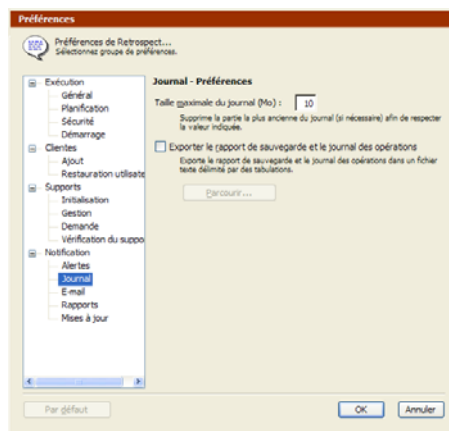 Préférences
Préférences de Retrospect...
Sélectionnez groupe de préférences.
Exécution
Général
Planification
Sécurité
Démarrage
Clientes
Ajout
Restauration utilisate
Supports
Initialisation
Gestion
Demande
Vérification du suppo
Notification
Alertes
Journal
E-mail
Rapports
Mises à jour
Journal - Préférences
Taille maximale du journal (Mo) : 10
Supprime la partie la plus ancienne du journal (si nécessaire) afin de respecter
la valeur indiquée.
Exporter le rapport de sauvegarde et le journal des opérations
Exporte le rapport de sauvegarde et le journal des opérations dans un fichier
texte délimité par des tabulations.
Parcourir...
Par défaut
OK
Annuler